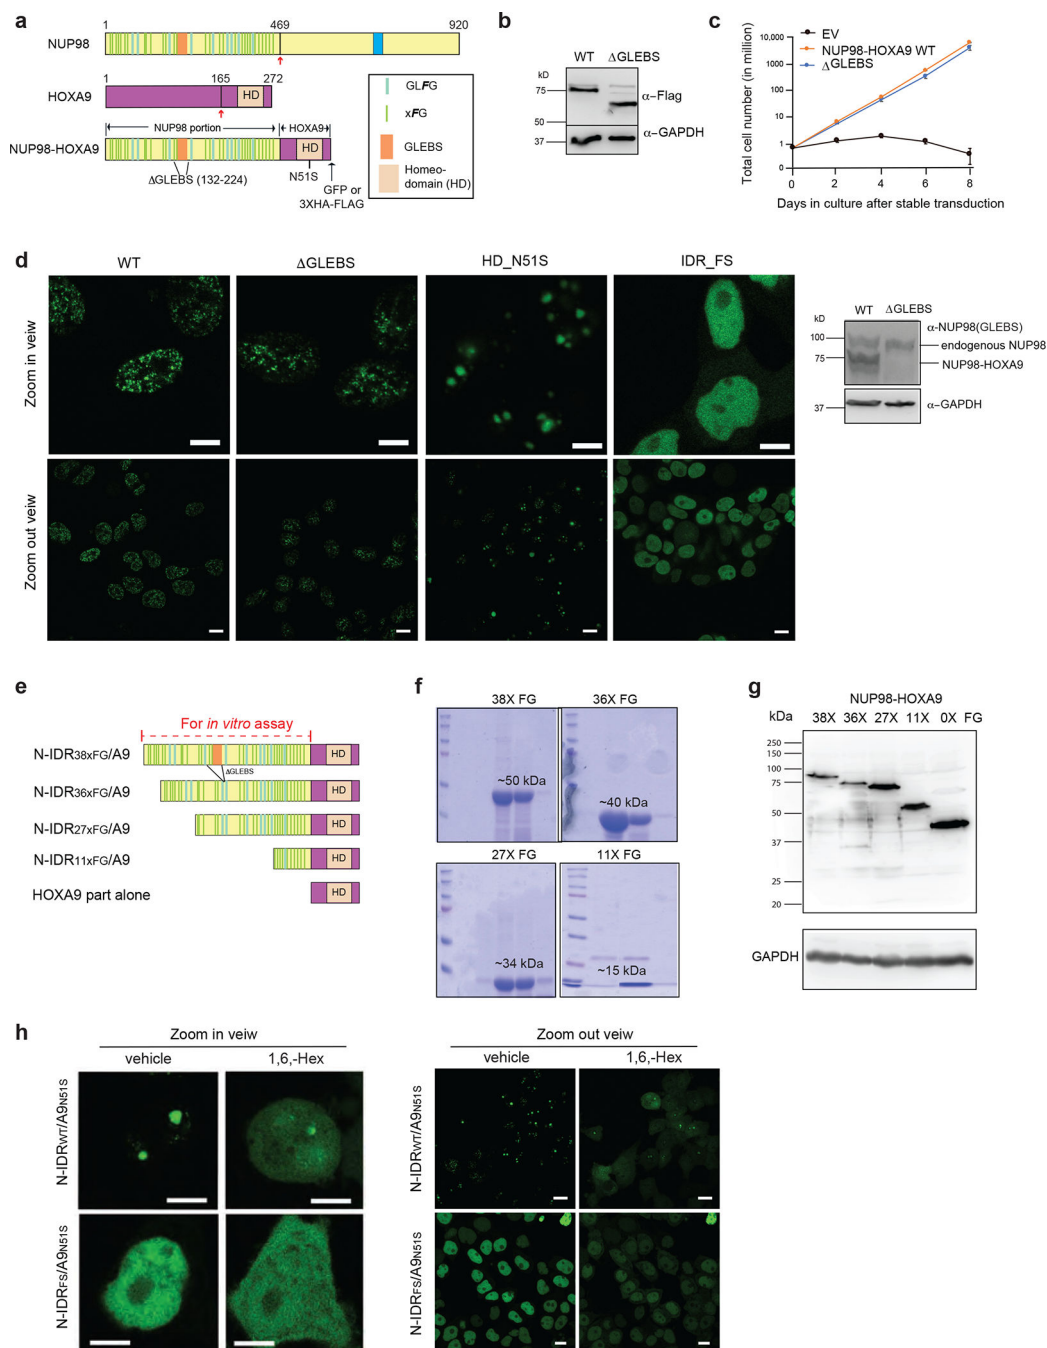 a
1 469 920
NUP98
1 165 272
HOXA9
HD
NUP98 portion HOXA9
NUP98-HOXA9
HD
ΔGLEBS (132-224)
N51S
GFP or
3XHA-FLAG
GLFG
xFG
GLEBS
Homeo-
domain (HD)
b
WT ΔGLEBS
kD
75
50
37
α-Flag
α-GAPDH
c
EV
NUP98-HOXA9 WT
ΔGLEBS
Total cell number (in million)
10,000
1000
100
10
1
0
0 2 4 6 8
Days in culture after stable transduction
d
WT ΔGLEBS HD_N51S IDR_FS
Zoom in veiw
Zoom out veiw
WT ΔGLEBS
kD
100
75
37
α-NUP98(GLEBS)
endogenous NUP98
NUP98-HOXA9
α-GAPDH
e
For in vitro assay
N-IDR38xFG/A9
HD
ΔGLEBS
N-IDR36xFG/A9
HD
N-IDR27xFG/A9
HD
N-IDR11xFG/A9
HD
HOXA9 part alone
HD
f
38X FG 36X FG
~50 kDa
~40 kDa
27X FG 11X FG
~34 kDa
~15 kDa
g
NUP98-HOXA9
kDa 38X 36X 27X 11X 0X FG
250
150
100
75
50
37
25
20
GAPDH
h
Zoom in veiw
vehicle 1,6,-Hex
N-IDRWT/A9N51S
N-IDRFS/A9N51S
Zoom out veiw
vehicle 1,6,-Hex
N-IDRWT/A9N51S
N-IDRFS/A9N51S